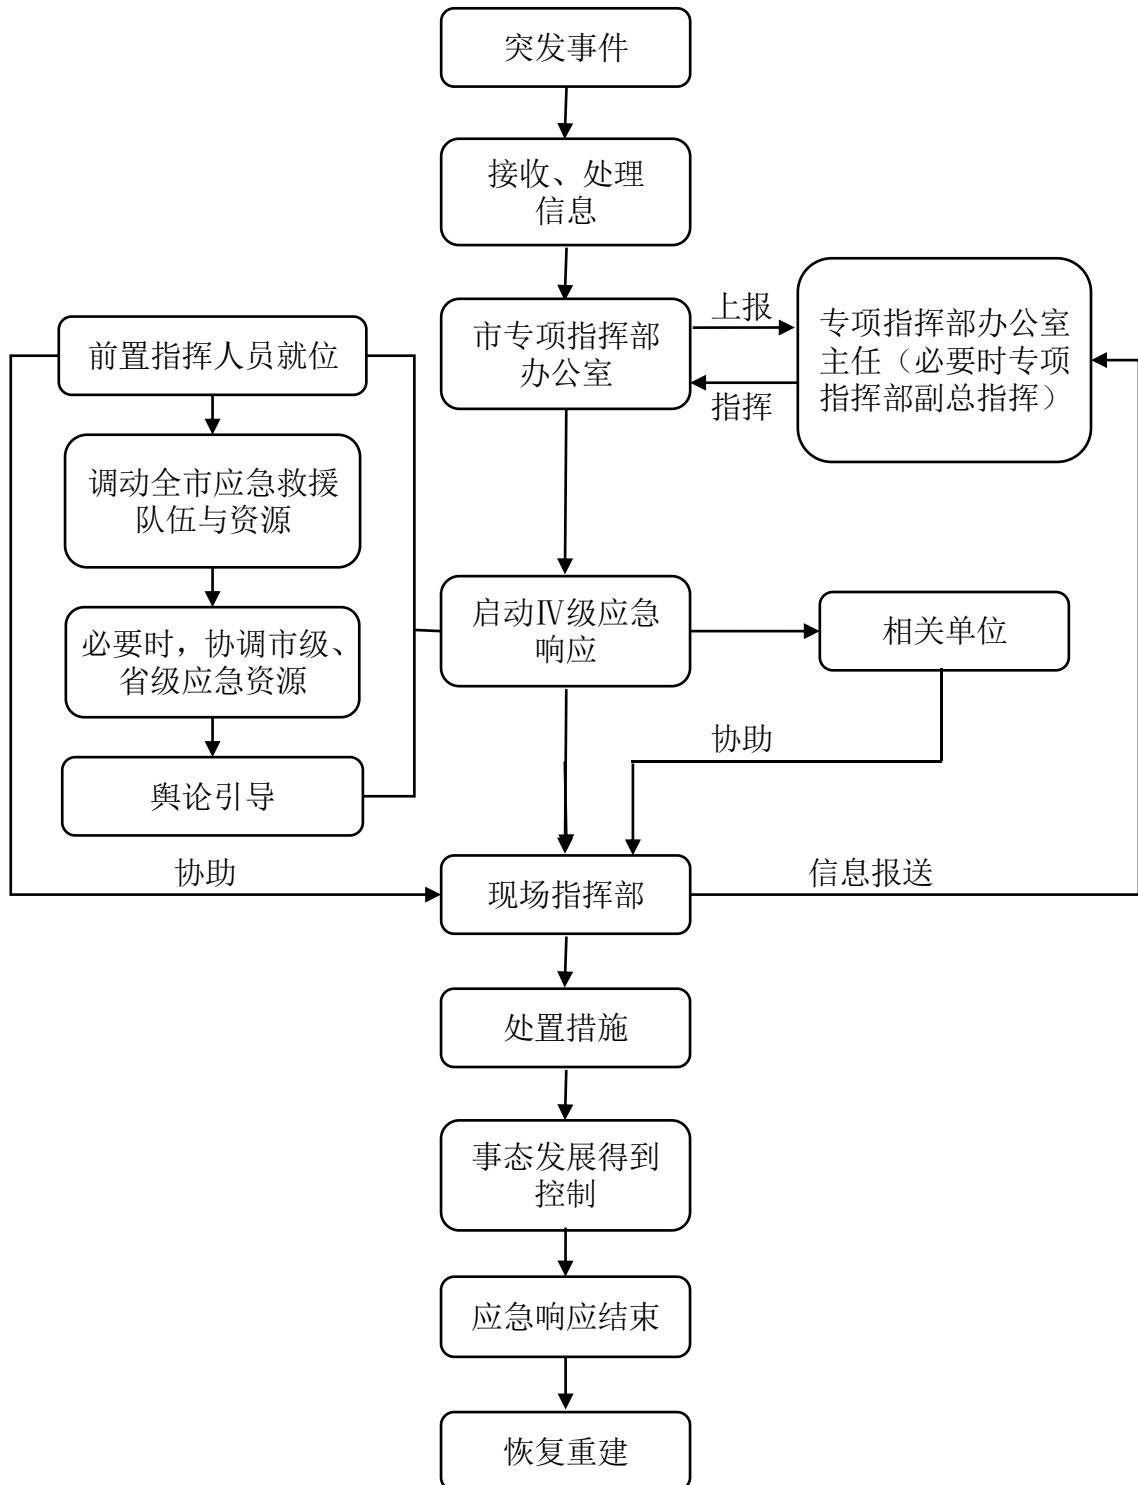 突发事件
接收、处理
信息
市专项指挥部
办公室
上报
指挥
专项指挥部办公室
主任（必要时专项
指挥部副总指挥）
前置指挥人员就位
调动全市应急救援
队伍与资源
必要时，协调市级、
省级应急资源
舆论引导
启动Ⅳ级应急
响应
相关单位
协助
协助
现场指挥部
信息报送
处置措施
事态发展得到
控制
应急响应结束
恢复重建